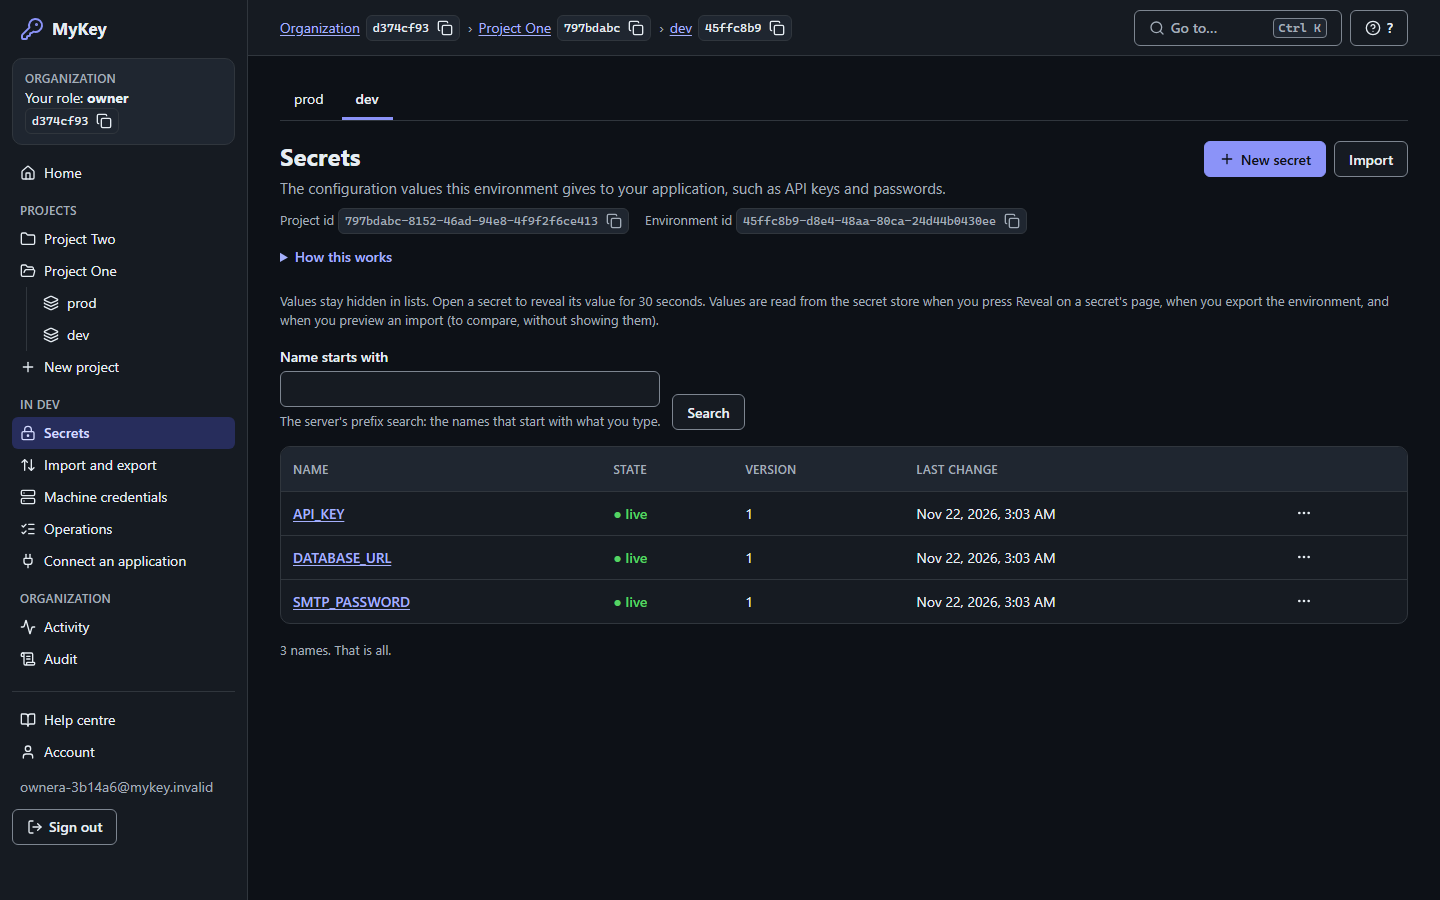 MyKey
ORGANIZATION
Your role: owner
d374cf93
Home
PROJECTS
Project Two
Project One
prod
dev
New project
IN DEV
Secrets
Import and export
Machine credentials
Operations
Connect an application
ORGANIZATION
Activity
Audit
Help centre
Account
ownera-3b14a6@mykey.invalid
Sign out
Organization d374cf93 › Project One 797bdabc › dev 45ffc8b9
Go to... Ctrl K
?
prod dev
Secrets
New secret Import
The configuration values this environment gives to your application, such as API keys and passwords.
Project id 797bdabc-8152-46ad-94e8-4f9f2f6ce413 Environment id 45ffc8b9-d8e4-48aa-80ca-24d44b0430ee
How this works
Values stay hidden in lists. Open a secret to reveal its value for 30 seconds. Values are read from the secret store when you press Reveal on a secret's page, when you export the environment, and
when you preview an import (to compare, without showing them).
Name starts with
Search
The server's prefix search: the names that start with what you type.
NAME STATE VERSION LAST CHANGE
API_KEY live 1 Nov 22, 2026, 3:03 AM
DATABASE_URL live 1 Nov 22, 2026, 3:03 AM
SMTP_PASSWORD live 1 Nov 22, 2026, 3:03 AM
3 names. That is all.